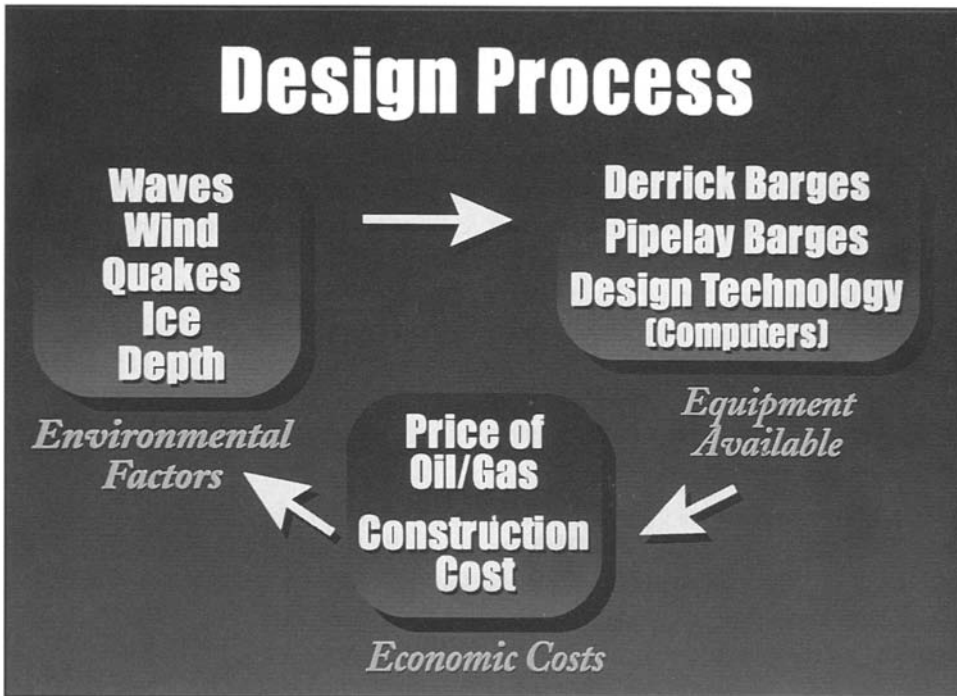 Design Process
Waves
Wind
Quakes
Ice
Depth
Environmental
Factors
Derrick Barges
Pipelay Barges
Design Technology
(Computers)
Equipment
Available
Price of
Oil/Gas
Construction
Cost
Economic Costs